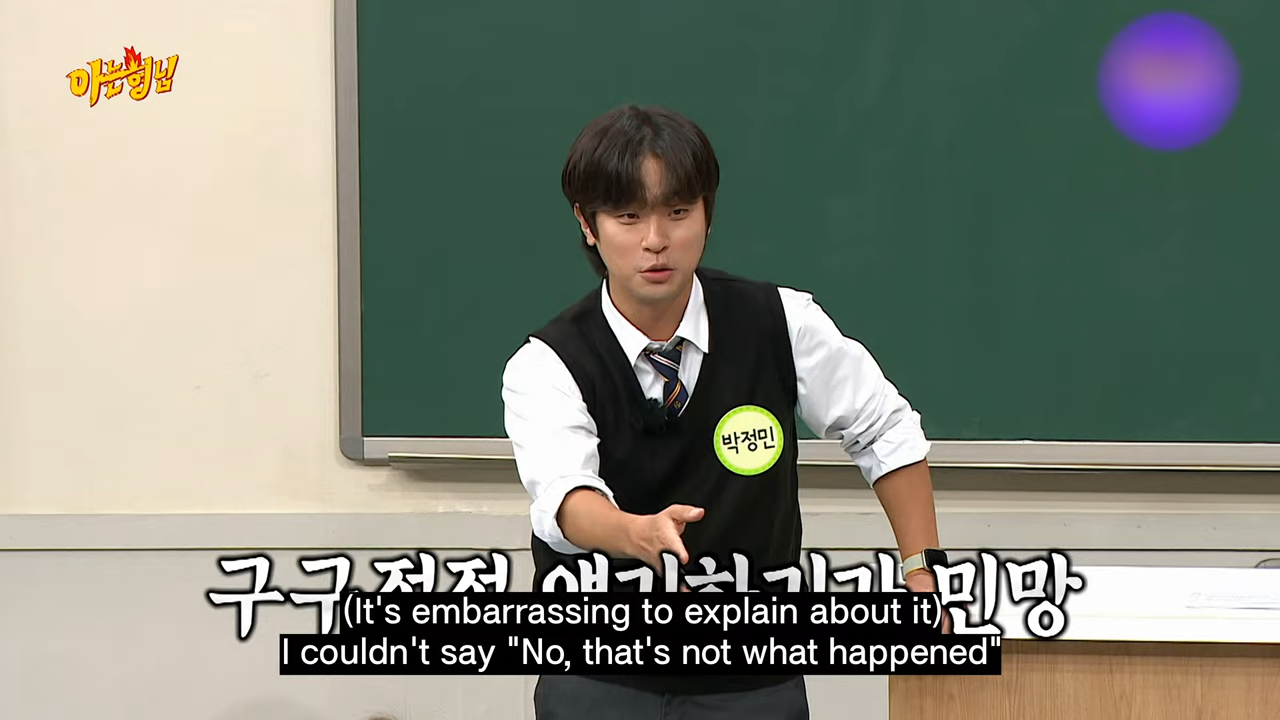 아는형님
박정민
구구절절 얘기하기가 민망
(It's embarrassing to explain about it)
I couldn't say "No, that's not what happened"